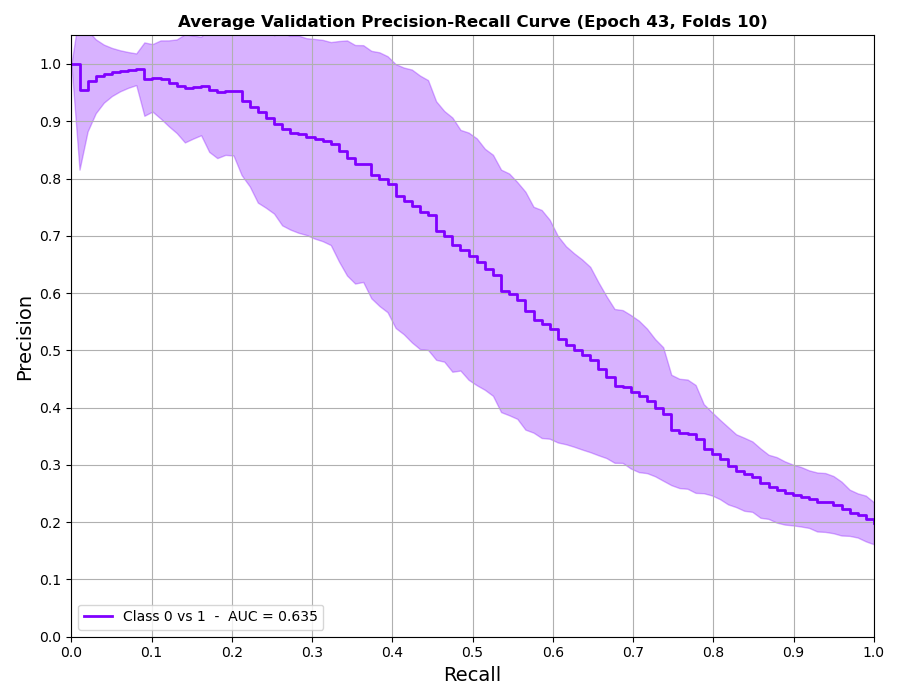 Average Validation Precision-Recall Curve (Epoch 43, Folds 10)
Precision
1.0
0.9
0.8
0.7
0.6
0.5
0.4
0.3
0.2
0.1
0.0
Class 0 vs 1 - AUC = 0.635
0.0 0.1 0.2 0.3 0.4 0.5 0.6 0.7 0.8 0.9 1.0
Recall